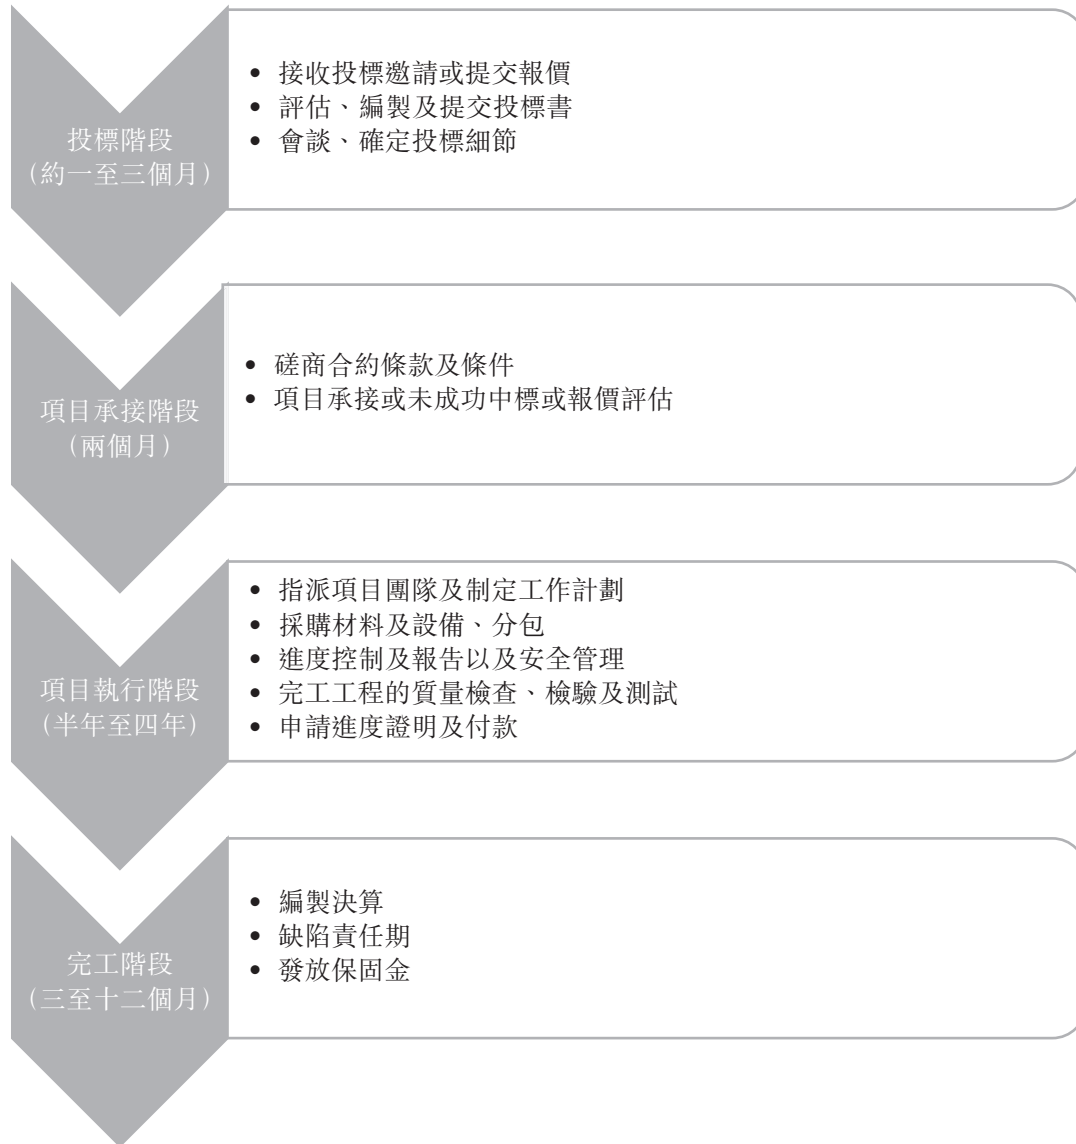 投標階段
(約一至三個月)
• 接收投標邀請或提交報價
• 評估、編製及提交投標書
• 會談、確定投標細節
項目承接階段
(兩個月)
• 磋商合約條款及條件
• 項目承接或未成功中標或報價評估
項目執行階段
(半年至四年)
• 指派項目團隊及制定工作計劃
• 採購材料及設備、分包
• 進度控制及報告以及安全管理
• 完工工程的質量檢查、檢驗及測試
• 申請進度證明及付款
完工階段
(三至十二個月)
• 編製決算
• 缺陷責任期
• 發放保固金